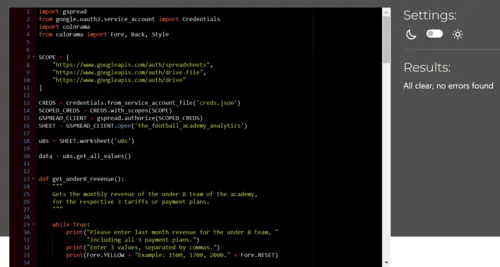 Settings:
Results:
All clear, no errors found
1 import gspread
2 from google.oauth2.service_account import Credentials
3 import colorama
4 from colorama import Fore, Back, Style
5
6
7 SCOPE = [
8 "https://www.googleapis.com/auth/spreadsheets",
9 "https://www.googleapis.com/auth/drive.file",
10 "https://www.googleapis.com/auth/drive"
11 ]
12
13 CREDS = Credentials.from_service_account_file('creds.json')
14 SCOPED_CREDS = CREDS.with_scopes(SCOPE)
15 GSPREAD_CLIENT = gspread.authorize(SCOPED_CREDS)
16 SHEET = GSPREAD_CLIENT.open('the_football_academy_analytics')
17
18 u8s = SHEET.worksheet('u8s')
19
20 data = u8s.get_all_values()
21
22
23 def get_under8_revenue():
24 """
25 Gets the monthly revenue of the under 8 team of the academy,
26 for the respective 3 tariffs or payment plans.
27 """
28
29 while True:
30 print("Please enter last month revenue for the under 8 team, "
31 "including all 3 payment plans.")
32 print("Enter 3 values, separated by commas.")
33 print(Fore.YELLOW + "Example: 1500, 1700, 2000." + Fore.RESET)
34